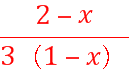 2 – x
3 (1 – x)